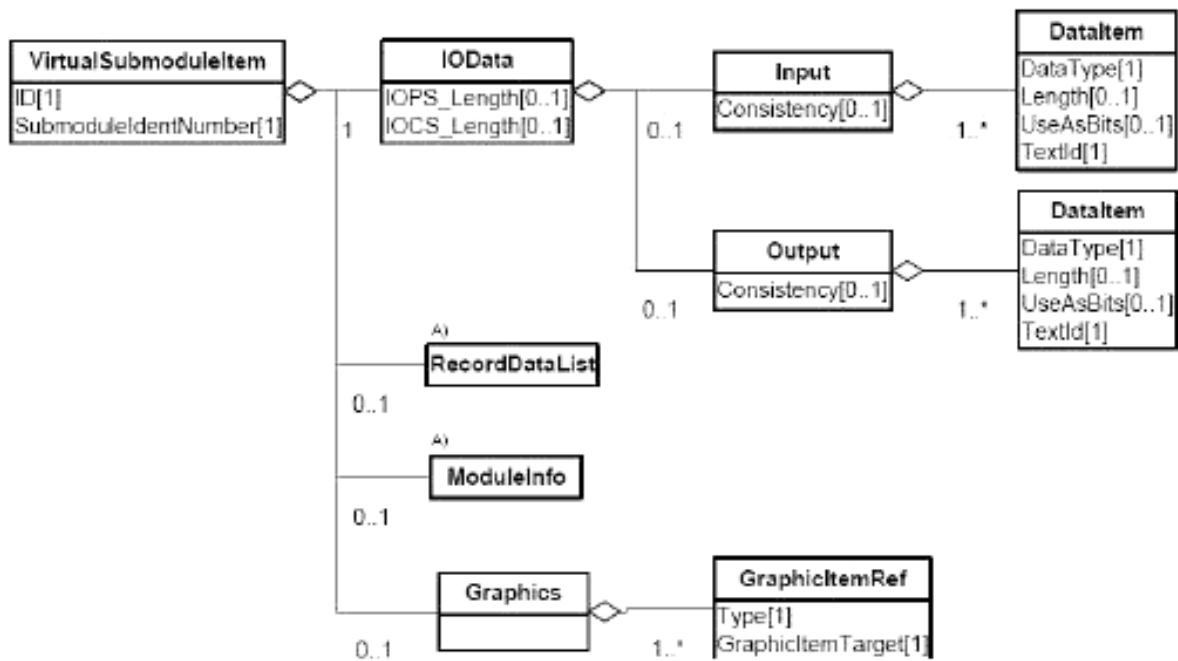 VirtualSubmoduleItem
ID[1]
SubmoduleIdentNumber[1]
1
IOData
IOPS_Length[0..1]
IOCS_Length[0..1]
0..1
Input
Consistency[0..1]
1..*
DataItem
DataType[1]
Length[0..1]
UseAsBits[0..1]
TextId[1]
0..1
Output
Consistency[0..1]
1..*
DataItem
DataType[1]
Length[0..1]
UseAsBits[0..1]
TextId[1]
A)
RecordDataList
0..1
A)
ModuleInfo
0..1
Graphics
0..1
1..*
GraphicItemRef
Type[1]
GraphicItemTarget[1]